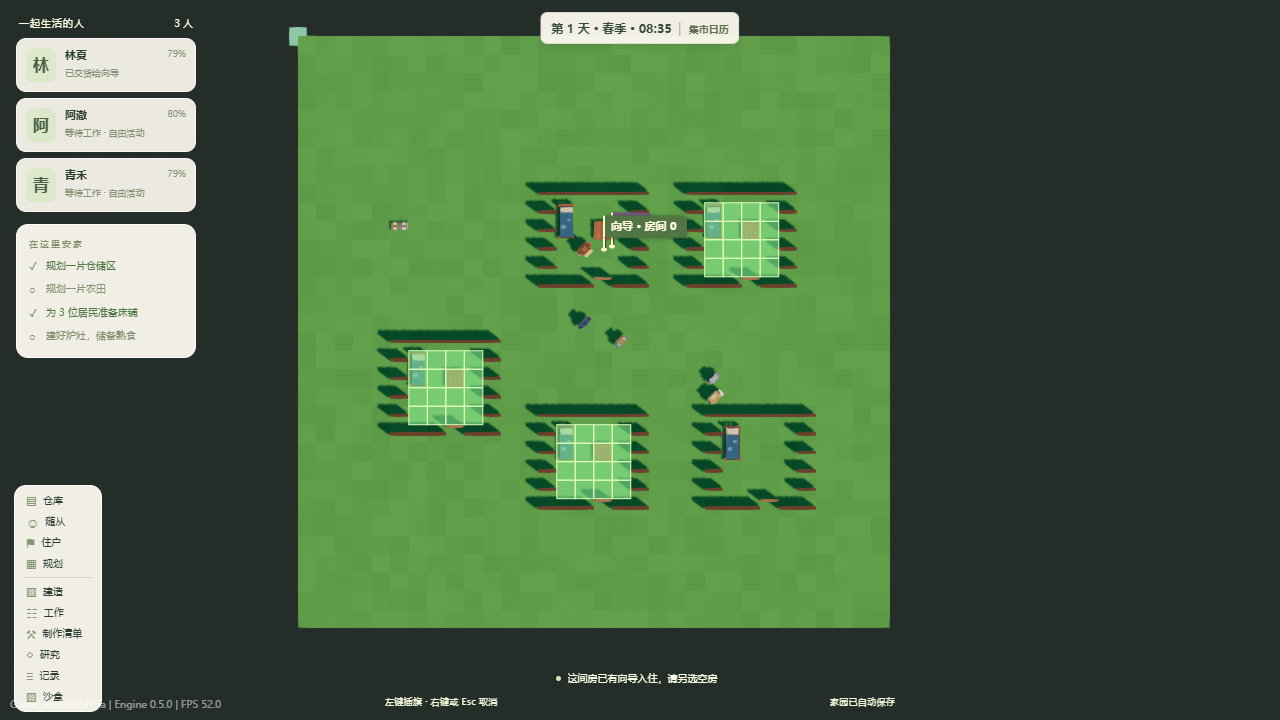 一起生活的人 3 人
第 1 天 • 春季 • 08:35 | 集市日历
林
林夏 79%
已交货给向导
阿
阿澈 80%
等待工作 · 自由活动
青
青禾 79%
等待工作 · 自由活动
向导 • 房间 0
在这里安家
✓ 规划一片仓储区
○ 规划一片农田
✓ 为 3 位居民准备床铺
○ 建好炉灶，储备熟食
仓库
随从
住户
规划
建造
工作
制作清单
研究
记录
沙盒
• 这间房已有向导入住，请另选空房
| Engine 0.5.0 | FPS 52.0
左键插旗 · 右键或 Esc 取消
家园已自动保存